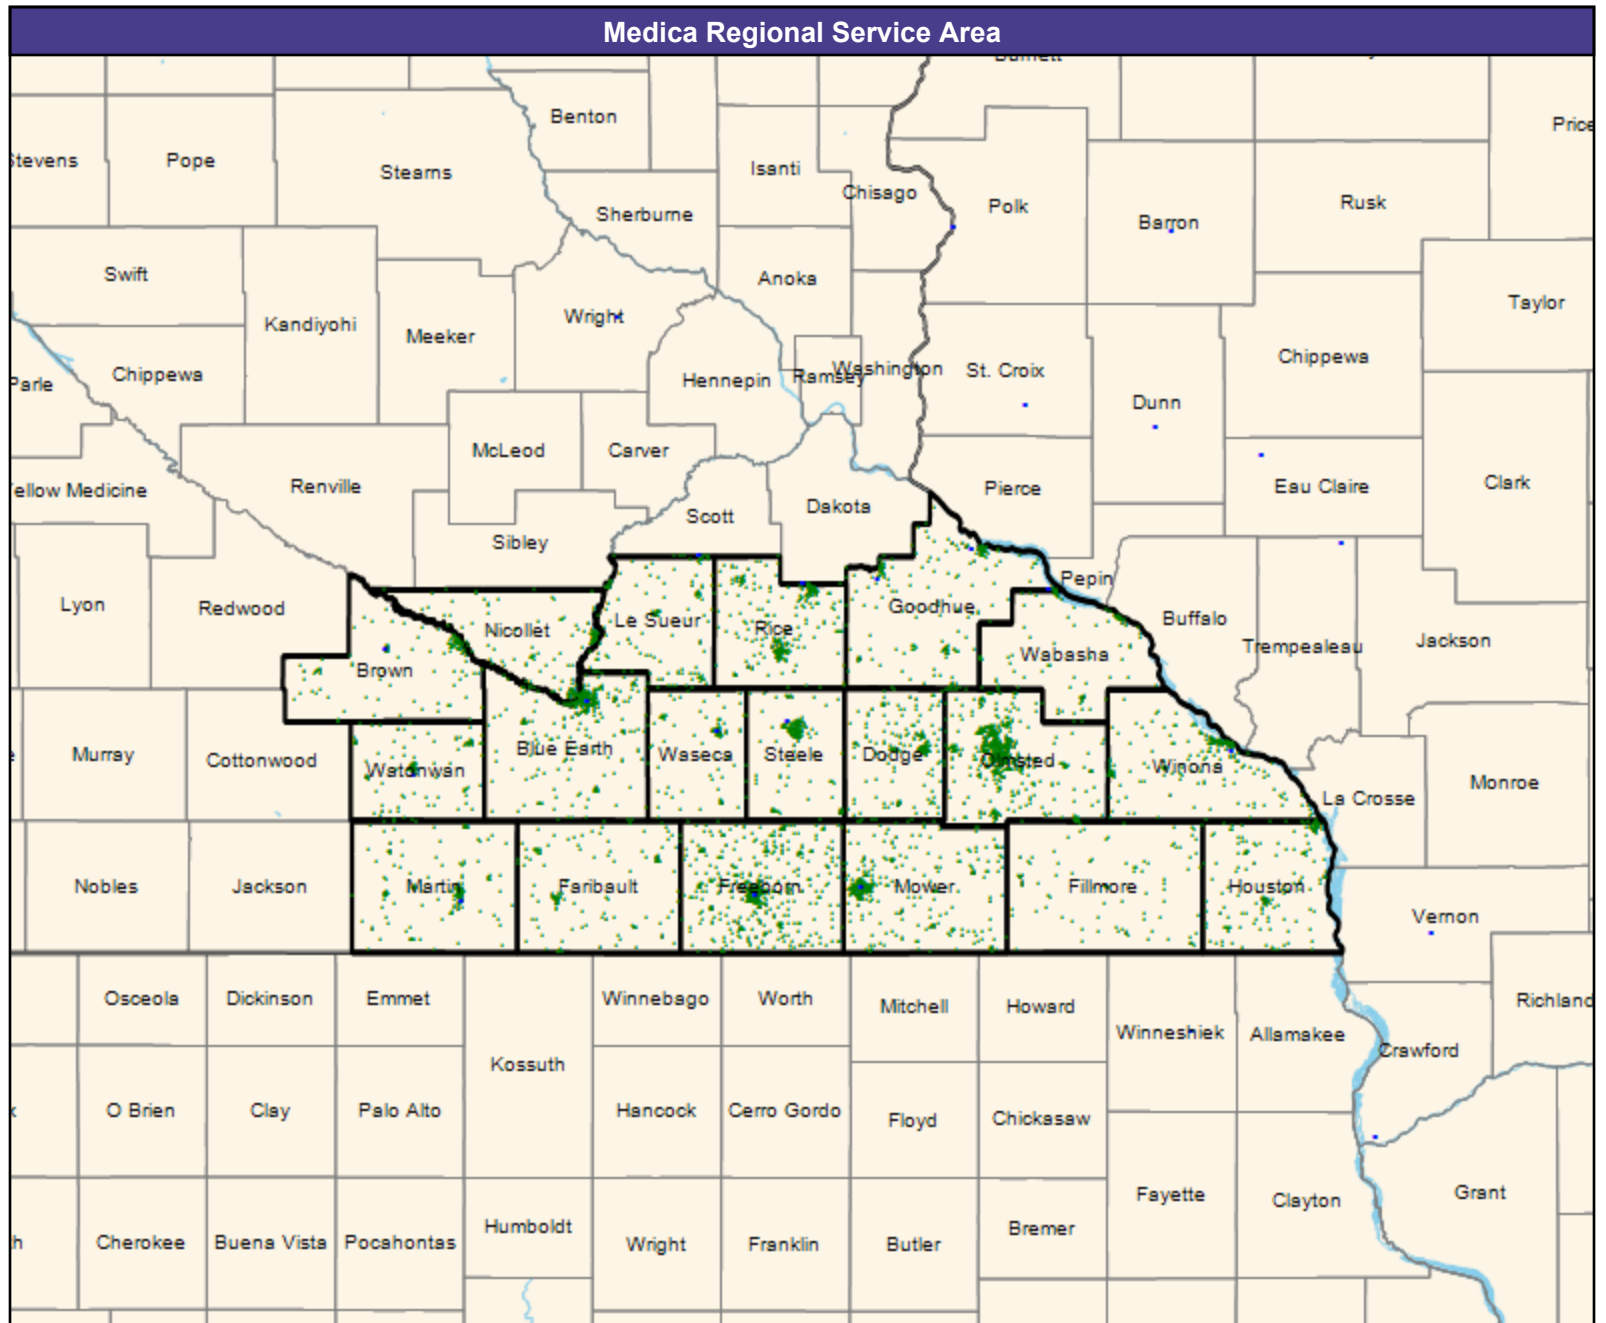 Medica Regional Service Area
Burnett
Benton
Price
Stevens
Pope
Stearns
Isanti
Chisago
Polk
Barron
Rusk
Sherburne
Swift
Anoka
Taylor
Kandiyohi
Wright
Meeker
Chippewa
Chippewa
Parle
Hennepin
Ramsey
Washington
St. Croix
Dunn
McLeod
Carver
Renville
Yellow Medicine
Pierce
Eau Claire
Clark
Scott
Dakota
Sibley
Lyon
Redwood
Nicollet
Le Sueur
Rice
Goodhue
Pepin
Buffalo
Trempealeau
Jackson
Brown
Wabasha
Murray
Cottonwood
Watonwan
Blue Earth
Waseca
Steele
Dodge
Olmsted
Winona
La Crosse
Monroe
Nobles
Jackson
Martin
Faribault
Freeborn
Mower
Fillmore
Houston
Vernon
Osceola
Dickinson
Emmet
Winnebago
Worth
Mitchell
Howard
Richland
Winneshiek
Allamakee
Crawford
Kossuth
O Brien
Clay
Palo Alto
Hancock
Cerro Gordo
Floyd
Chickasaw
Fayette
Clayton
Grant
Cherokee
Buena Vista
Pocahontas
Humboldt
Wright
Franklin
Butler
Bremer